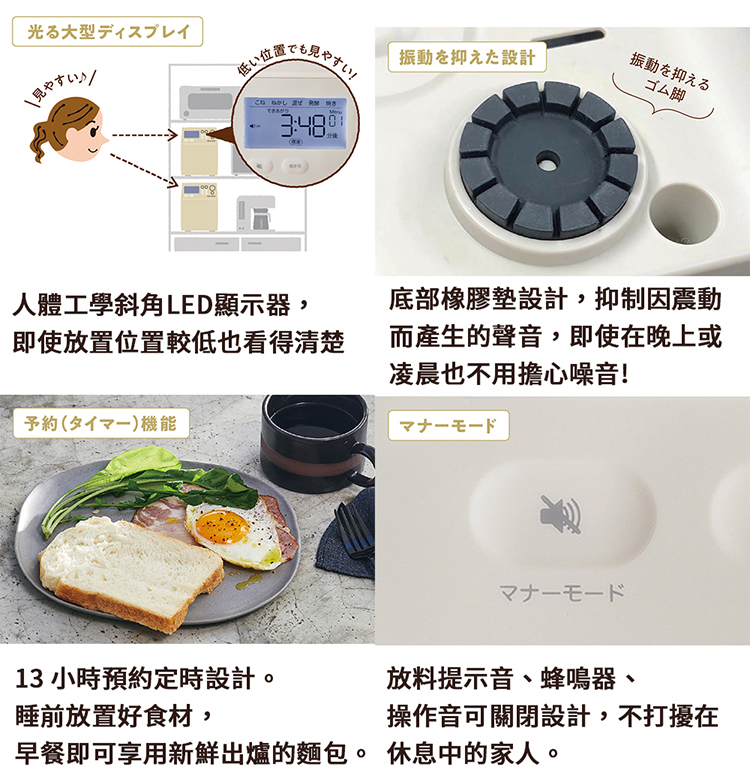 光る大型ディスプレイ
見やすい♪
低い位置でも見やすい!
こね ねかし 混ぜ 発酵 焼き
できあがり
Menu
3:48 01
分後
人體工學斜角LED顯示器，
即使放置位置較低也看得清楚
振動を抑えた設計
振動を抑える
ゴム脚
底部橡膠墊設計，抑制因震動
而產生的聲音，即使在晚上或
凌晨也不用擔心噪音!
予約(タイマー)機能
13 小時預約定時設計。
睡前放置好食材，
早餐即可享用新鮮出爐的麵包。
マナーモード
マナーモード
放料提示音、蜂鳴器、
操作音可關閉設計，不打擾在
休息中的家人。